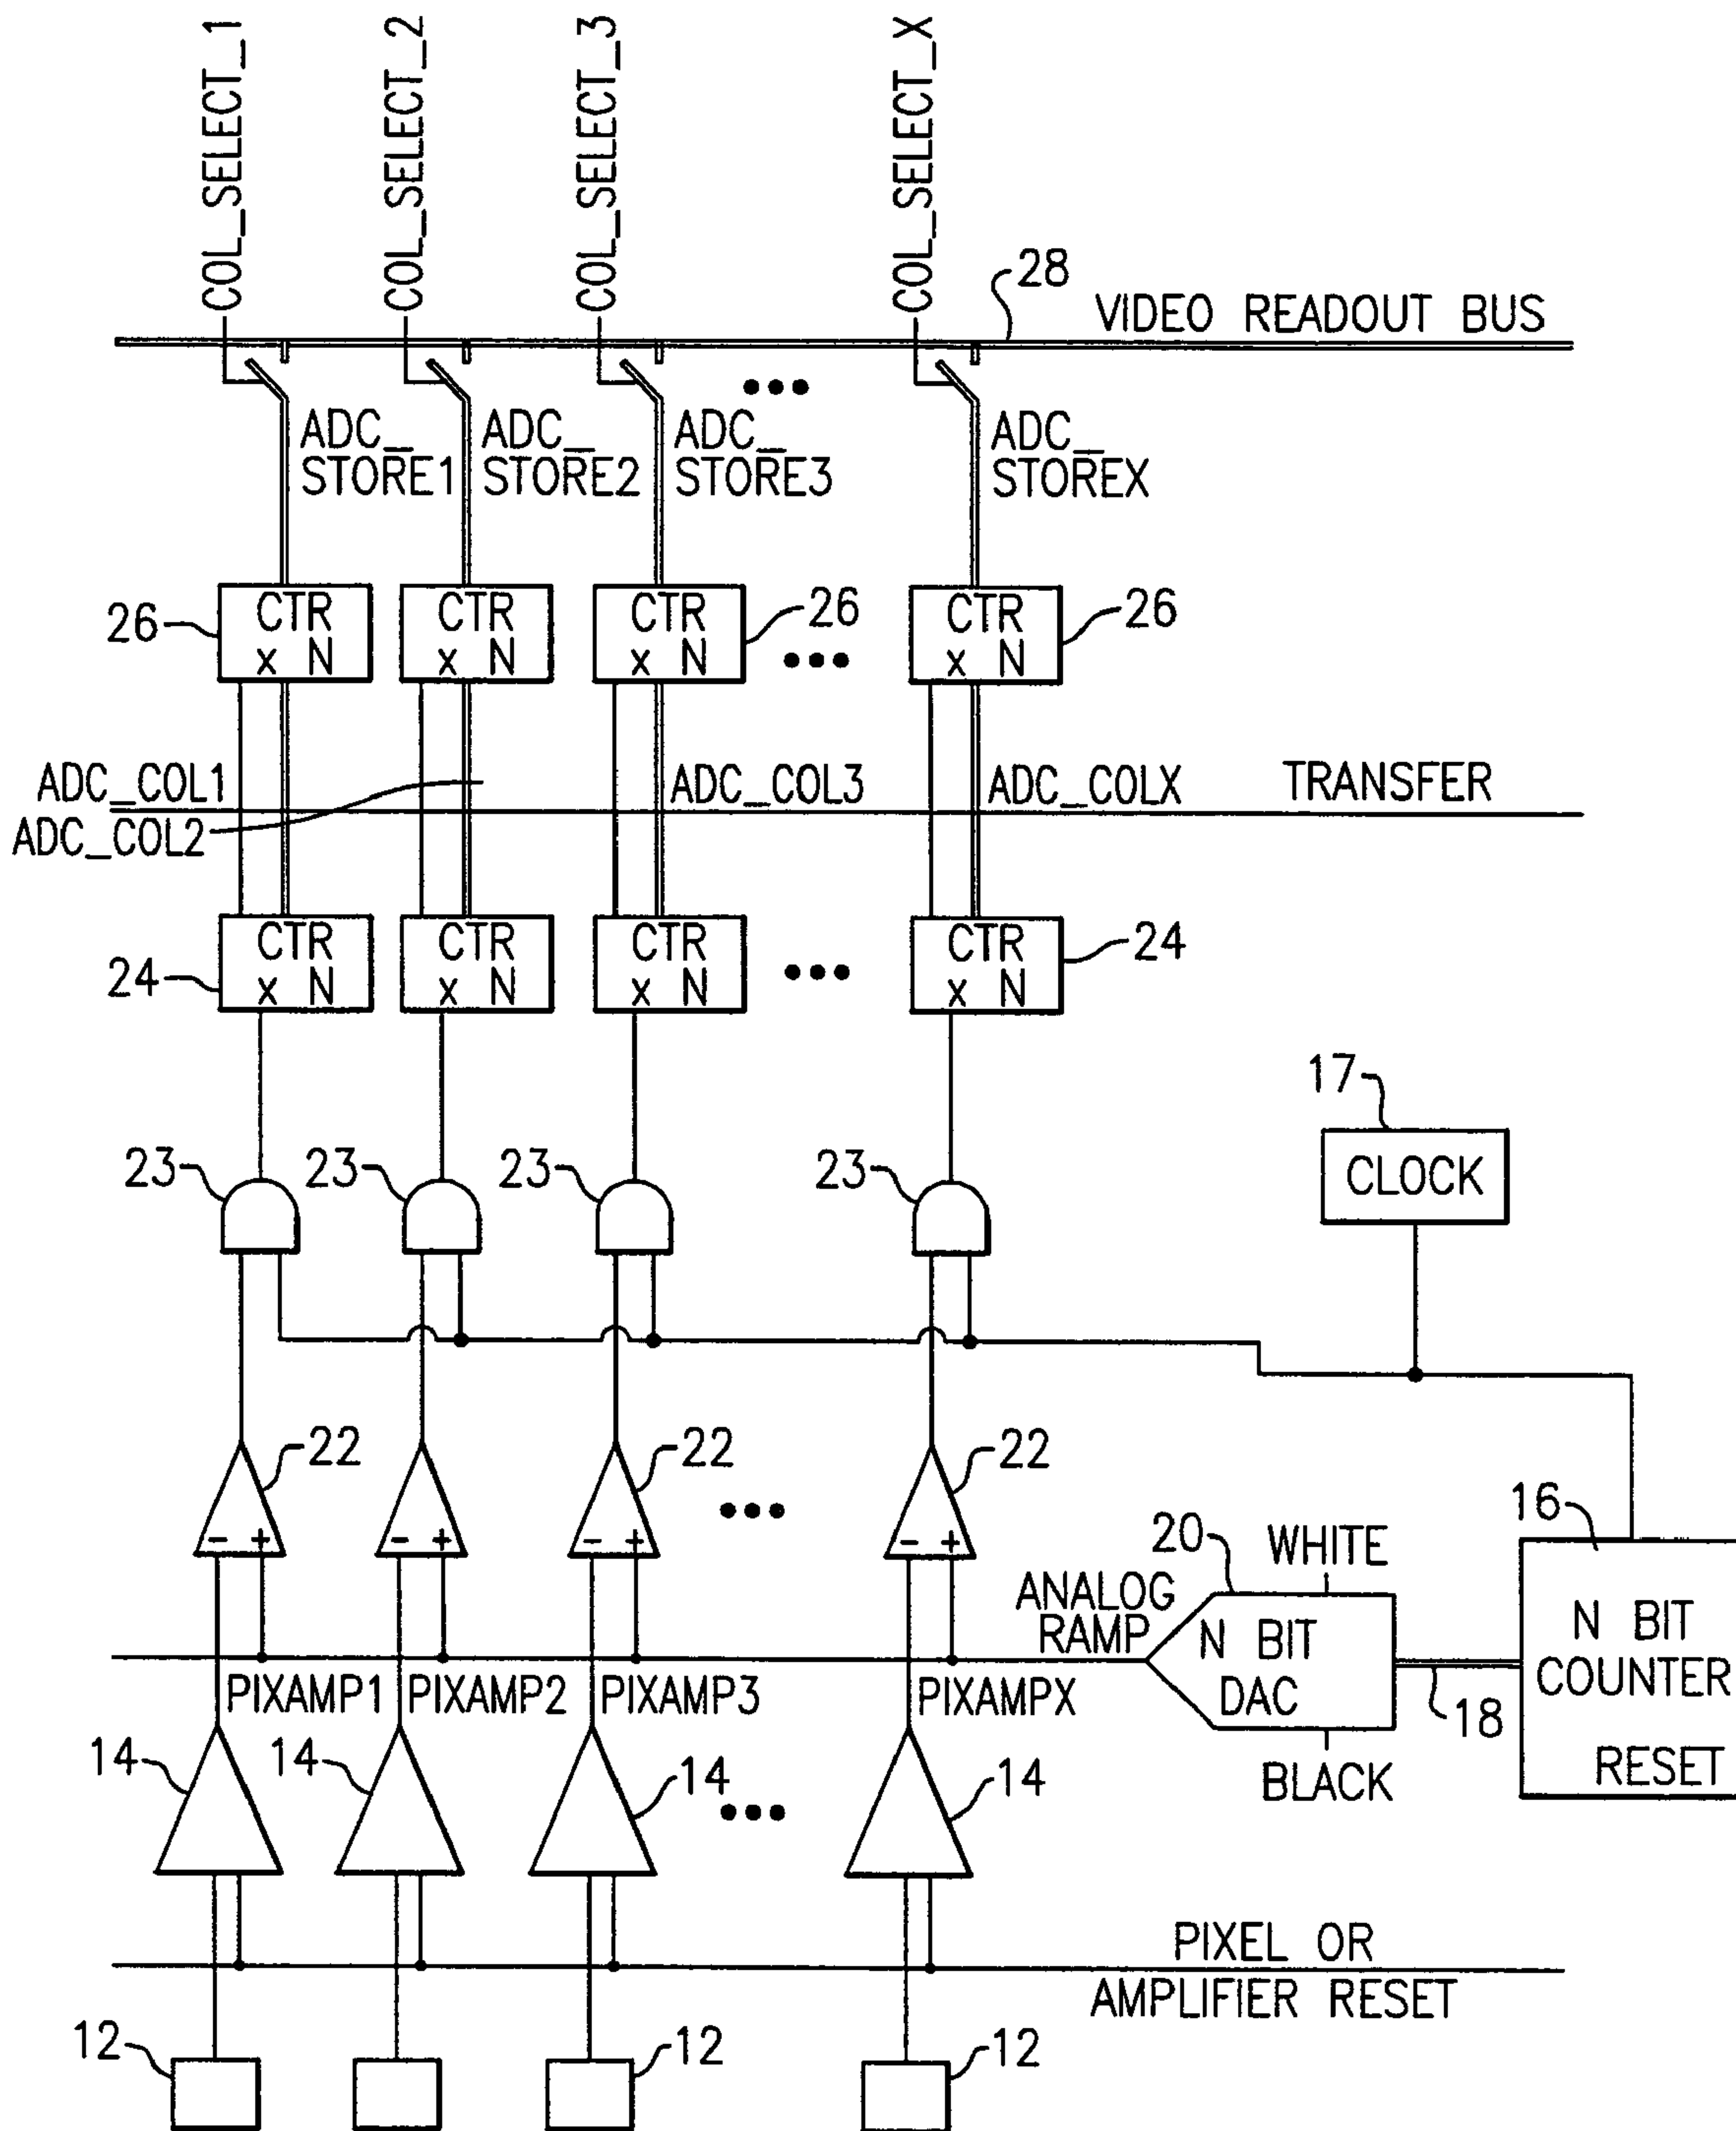 COL_SELECT_1
COL_SELECT_2
COL_SELECT_3
COL_SELECT_X
28
VIDEO READOUT BUS
ADC_
STORE1
ADC_
STORE2
ADC_
STORE3
ADC_
STOREX
26
CTR
x N
CTR
x N
CTR
x N
26
CTR
x N
26
ADC_COL1
ADC_COL2
ADC_COL3
ADC_COLX
TRANSFER
24
CTR
x N
CTR
x N
CTR
x N
CTR
x N
24
17
CLOCK
23
23
23
23
22
22
22
- +
- +
- +
- +
16
N BIT
COUNTER
RESET
20
WHITE
N BIT
DAC
BLACK
18
ANALOG
RAMP
PIXAMP1
PIXAMP2
PIXAMP3
PIXAMPX
14
14
14
14
PIXEL OR
AMPLIFIER RESET
12
12
12